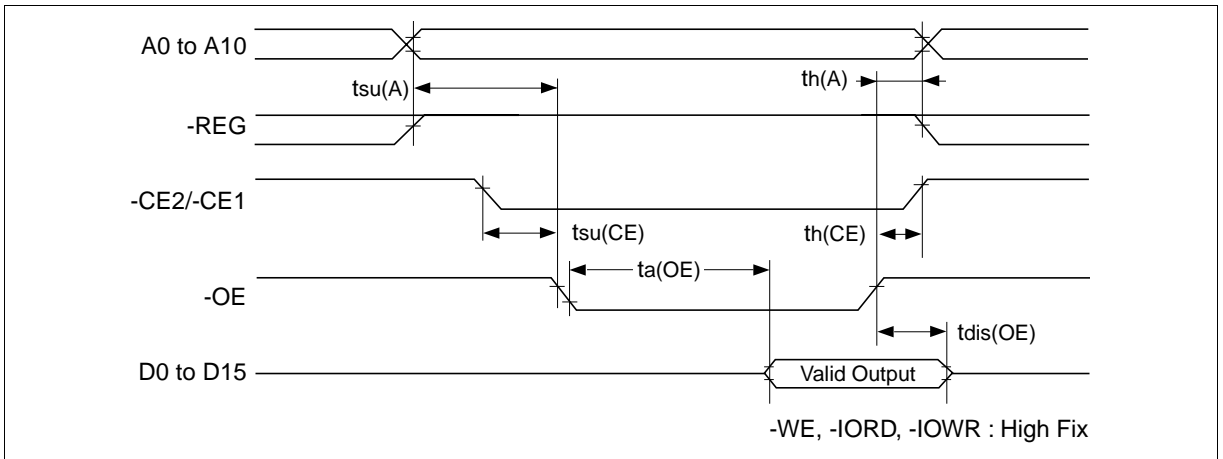 A0 to A10
tsu(A)
th(A)
-REG
-CE2/-CE1
tsu(CE)
th(CE)
ta(OE)
-OE
tdis(OE)
D0 to D15
Valid Output
-WE, -IORD, -IOWR : High Fix